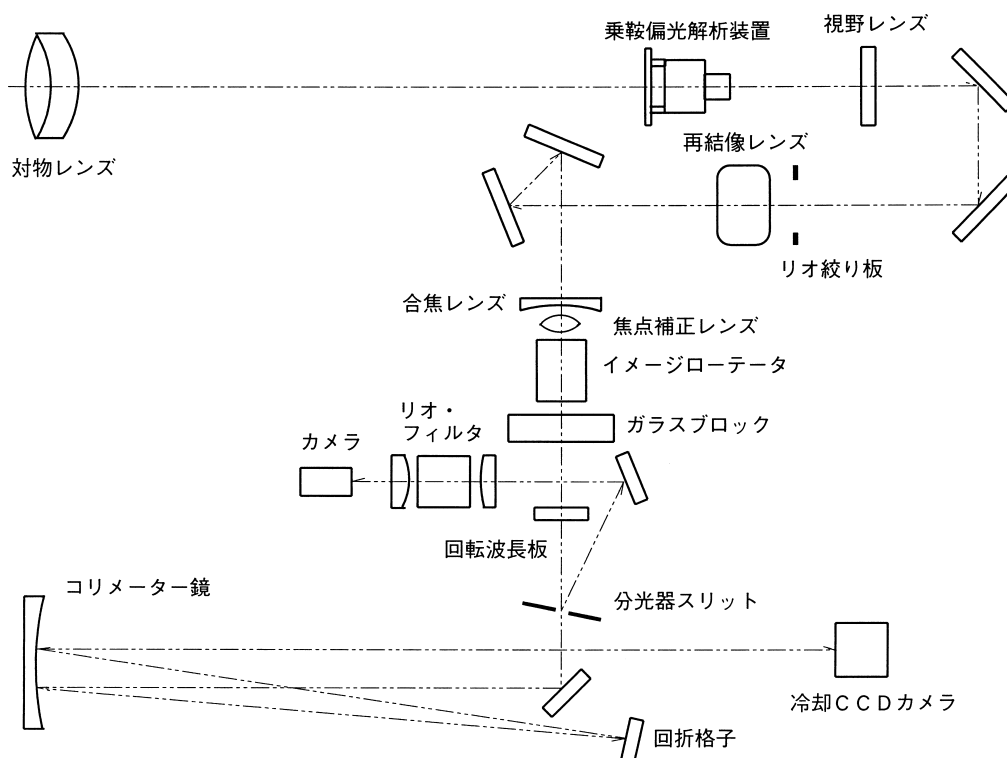 乗鞍偏光解析装置
視野レンズ
対物レンズ
再結像レンズ
リオ絞り板
合焦レンズ
焦点補正レンズ
イメージローテータ
リオ・
フィルタ
ガラスブロック
カメラ
回転波長板
コリメーター鏡
分光器スリット
冷却ＣＣＤカメラ
回折格子